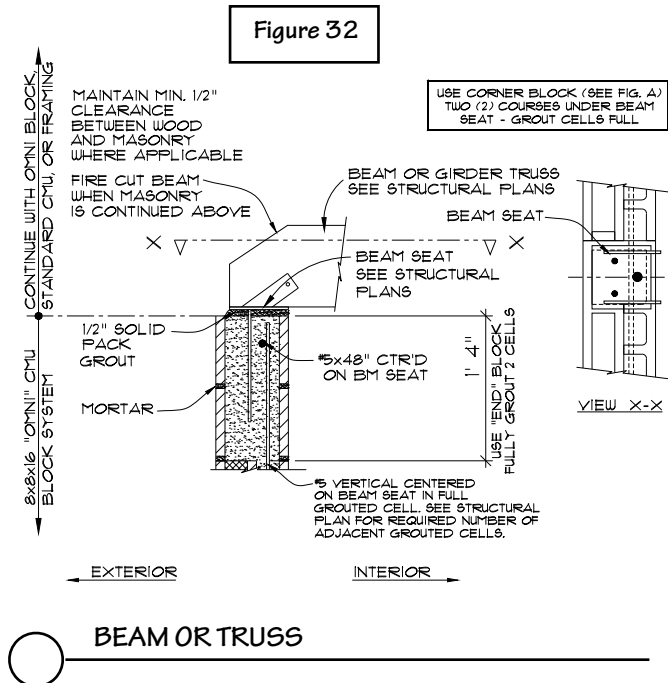 Figure 32
CONTINUE WITH OMNI BLOCK,
STANDARD CMU, OR FRAMING
MAINTAIN MIN. 1/2"
CLEARANCE
BETWEEN WOOD
AND MASONRY
WHERE APPLICABLE
FIRE CUT BEAM
WHEN MASONRY
IS CONTINUED ABOVE
USE CORNER BLOCK (SEE FIG. A)
TWO (2) COURSES UNDER BEAM
SEAT - GROUT CELLS FULL
BEAM OR GIRDER TRUSS
SEE STRUCTURAL PLANS
BEAM SEAT
X
X
BEAM SEAT
SEE STRUCTURAL
PLANS
1/2" SOLID
PACK
GROUT
#5x48" CTR'D
ON BM SEAT
1' 4"
USE "END" BLOCK
FULLY GROUT 2 CELLS
MORTAR
VIEW X-X
8x8x16 "OMNI" CMU
BLOCK SYSTEM
#5 VERTICAL CENTERED
ON BEAM SEAT IN FULL
GROUTED CELL. SEE STRUCTURAL
PLAN FOR REQUIRED NUMBER OF
ADJACENT GROUTED CELLS.
EXTERIOR
INTERIOR
BEAM OR TRUSS